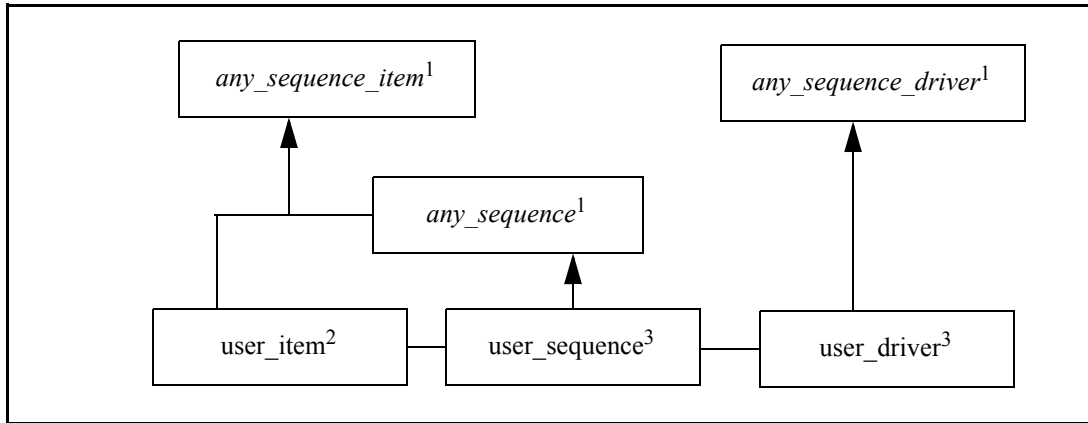 any_sequence_item1
any_sequence_driver1
any_sequence1
user_item2
user_sequence3
user_driver3